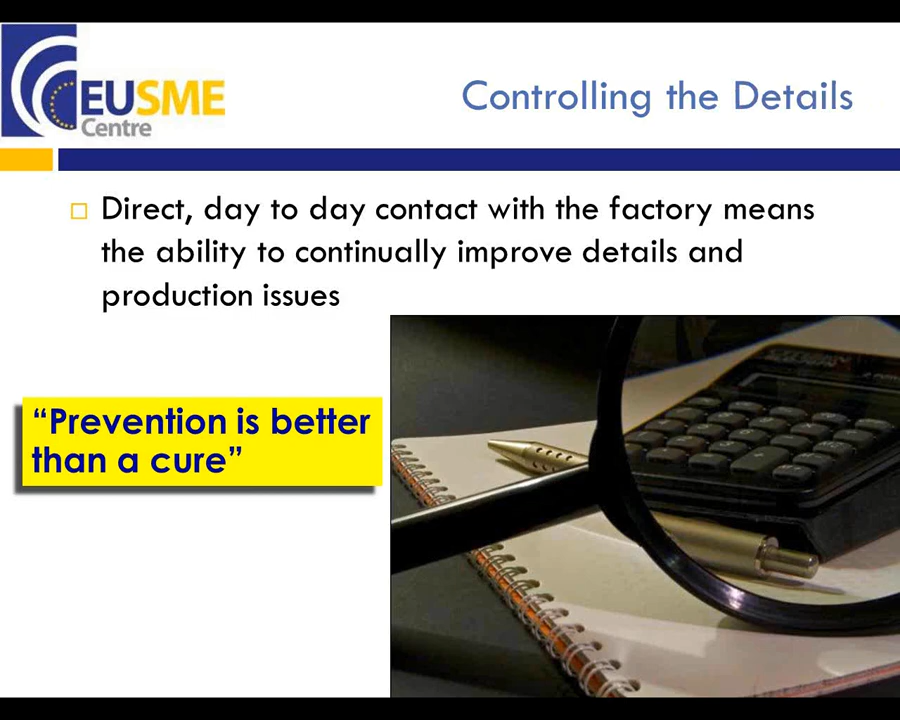 EUSME
Centre
Controlling the Details
Direct, day to day contact with the factory means
the ability to continually improve details and
production issues
“Prevention is better
than a cure”